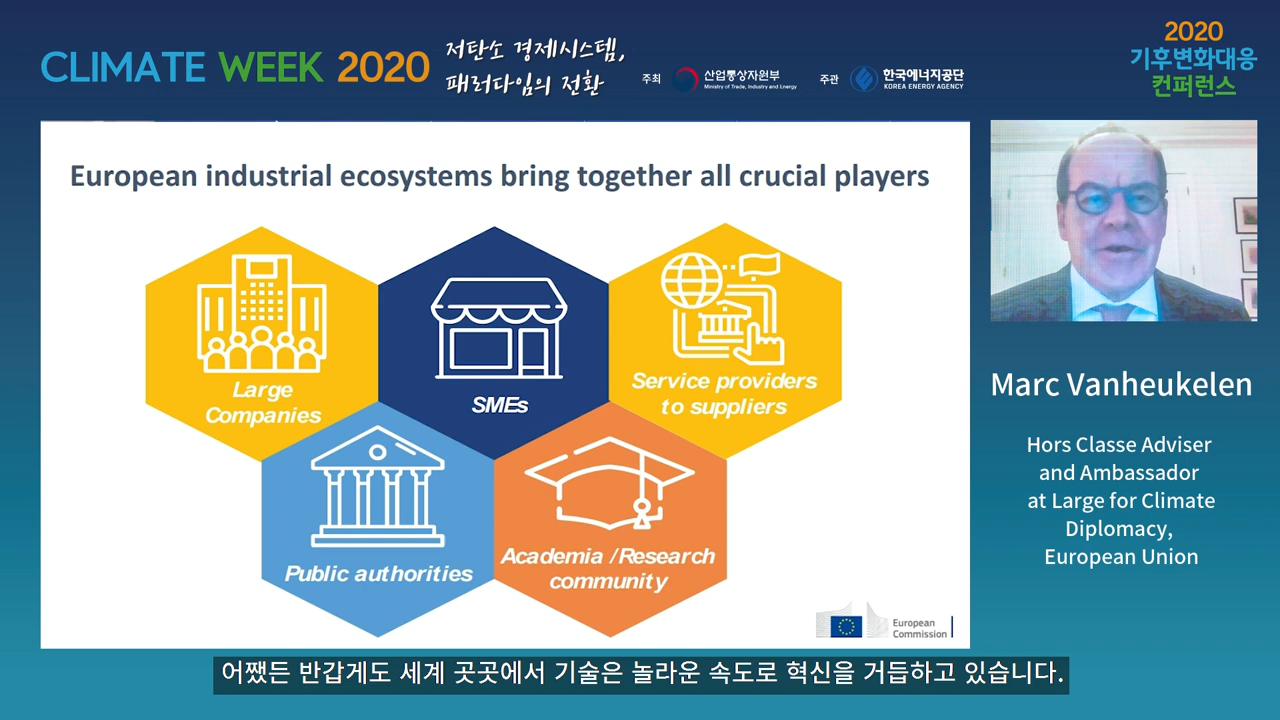 CLIMATE WEEK 2020
저탄소 경제시스템,
패러다임의 전환
주최
산업통상자원부
Ministry of Trade, Industry and Energy
주관
한국에너지공단
KOREA ENERGY AGENCY
2020
기후변화대응
컨퍼런스
European industrial ecosystems bring together all crucial players
Large
Companies
SMEs
Service providers
to suppliers
Public authorities
Academia /Research
community
European
Commission
Marc Vanheukelen
Hors Classe Adviser
and Ambassador
at Large for Climate
Diplomacy,
European Union
어쨌든 반갑게도 세계 곳곳에서 기술은 놀라운 속도로 혁신을 거듭하고 있습니다.